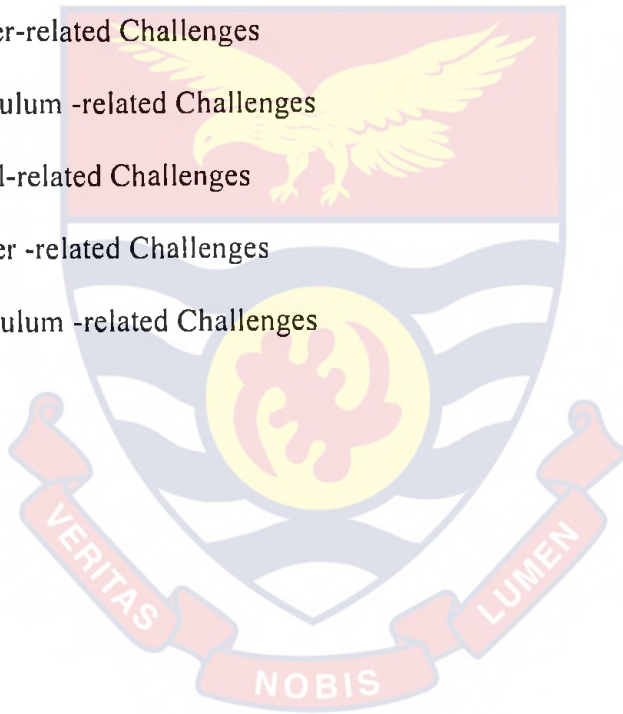 er-related Challenges
ulum -related Challenges
l-related Challenges
er -related Challenges
ulum -related Challenges
VERITAS
NOBIS
LUMEN